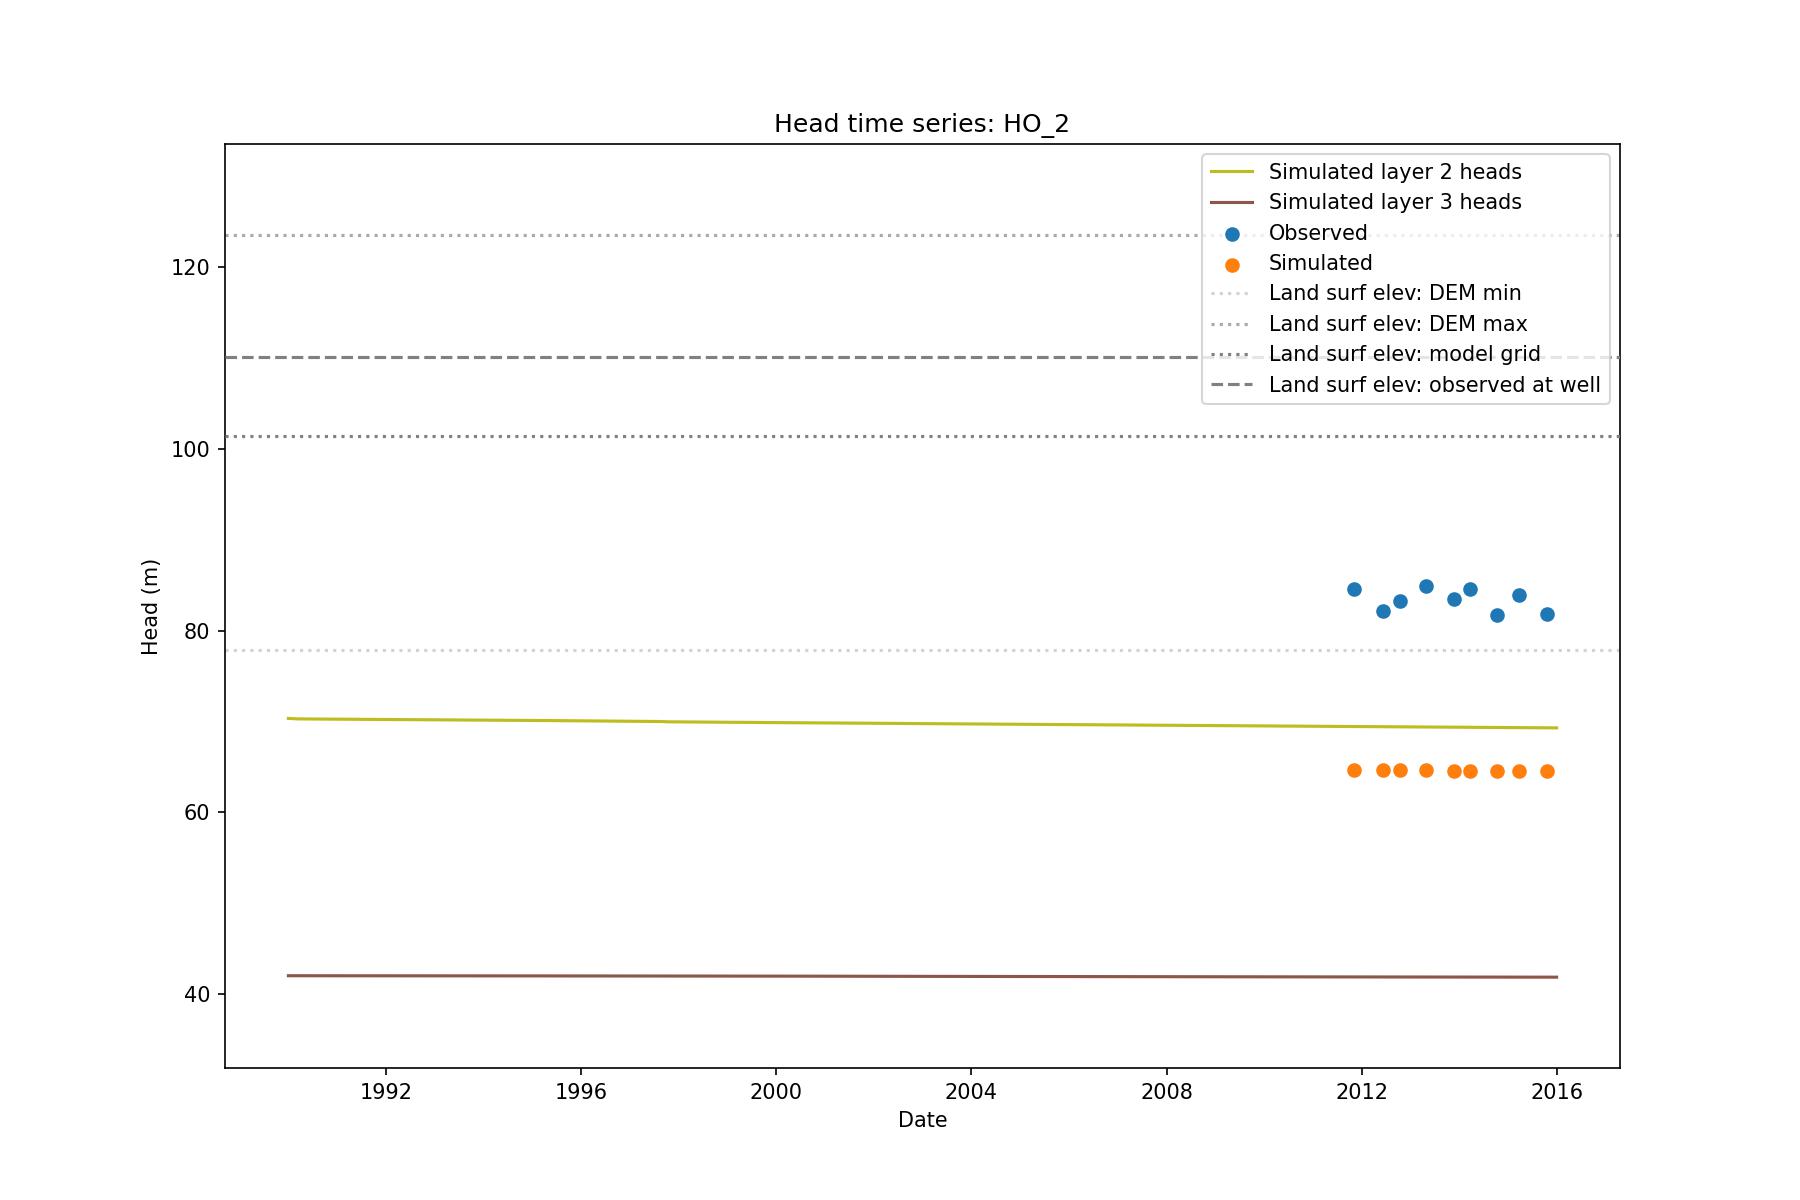 Head time series: HO_2
Simulated layer 2 heads
Simulated layer 3 heads
Observed
Simulated
Land surf elev: DEM min
Land surf elev: DEM max
Land surf elev: model grid
Land surf elev: observed at well
120
100
80
60
40
Head (m)
1992 1996 2000 2004 2008 2012 2016
Date